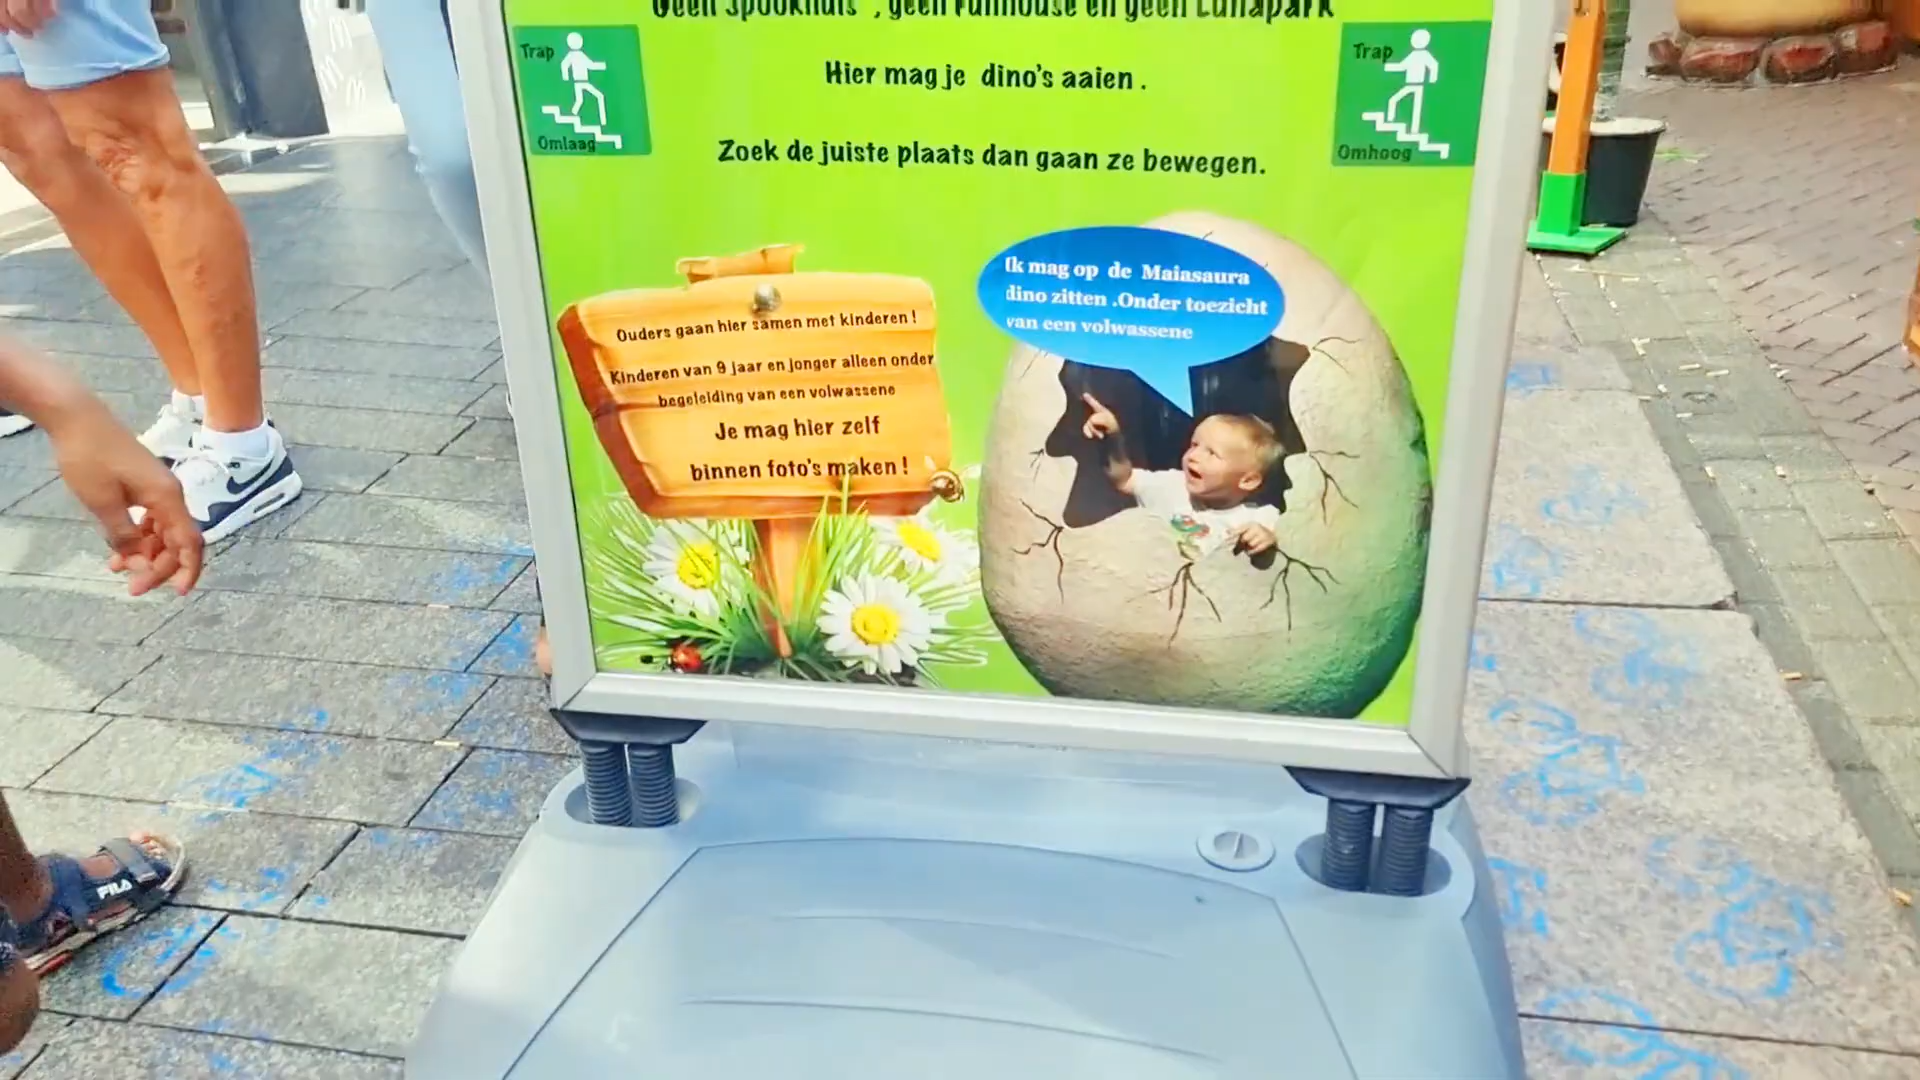 Geen Spookhuis , geen Funhouse en geen Lunapark
Trap
Omlaag
Hier mag je dino's aaien .
Zoek de juiste plaats dan gaan ze bewegen.
Trap
Omhoog
Ouders gaan hier samen met kinderen !
Kinderen van 9 jaar en jonger alleen onder
begeleiding van een volwassene
Je mag hier zelf
binnen foto's maken !
Ik mag op de Maiasaura
dino zitten .Onder toezicht
van een volwassene
FILA